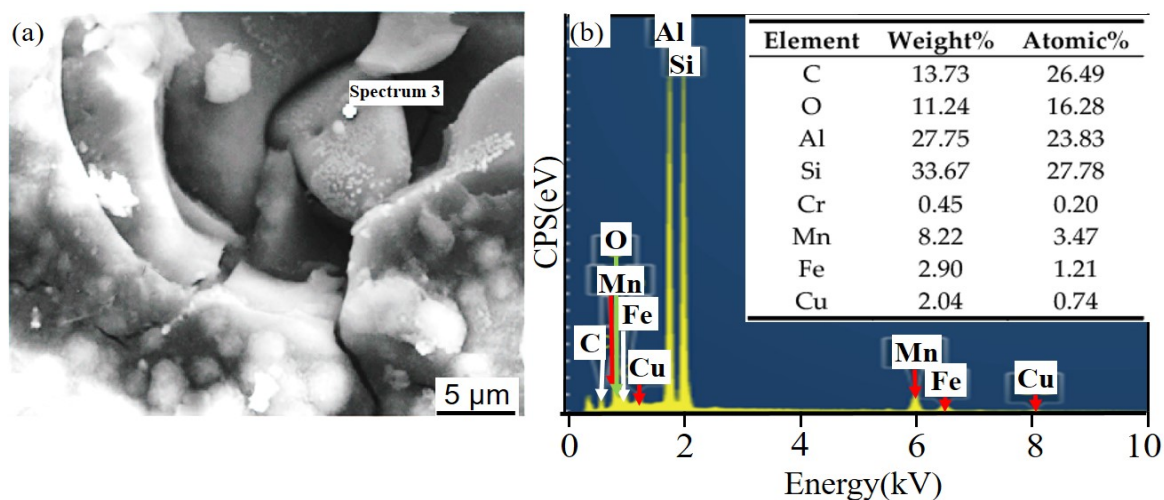 (a)
Spectrum 3
5 μm
(b)
Al
Si
O
Mn
Fe
C
Cu
Mn
Fe
Cu
CPS(eV)
0 2 4 6 8 10
Energy(kV)
Element Weight% Atomic%
C 13.73 26.49
O 11.24 16.28
Al 27.75 23.83
Si 33.67 27.78
Cr 0.45 0.20
Mn 8.22 3.47
Fe 2.90 1.21
Cu 2.04 0.74